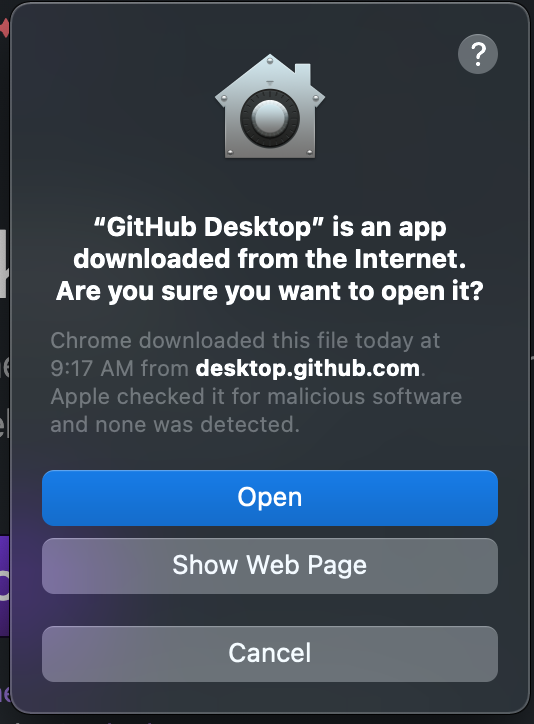 ?
“GitHub Desktop” is an app
downloaded from the Internet.
Are you sure you want to open it?
Chrome downloaded this file today at
9:17 AM from desktop.github.com.
Apple checked it for malicious software
and none was detected.
Open
Show Web Page
Cancel